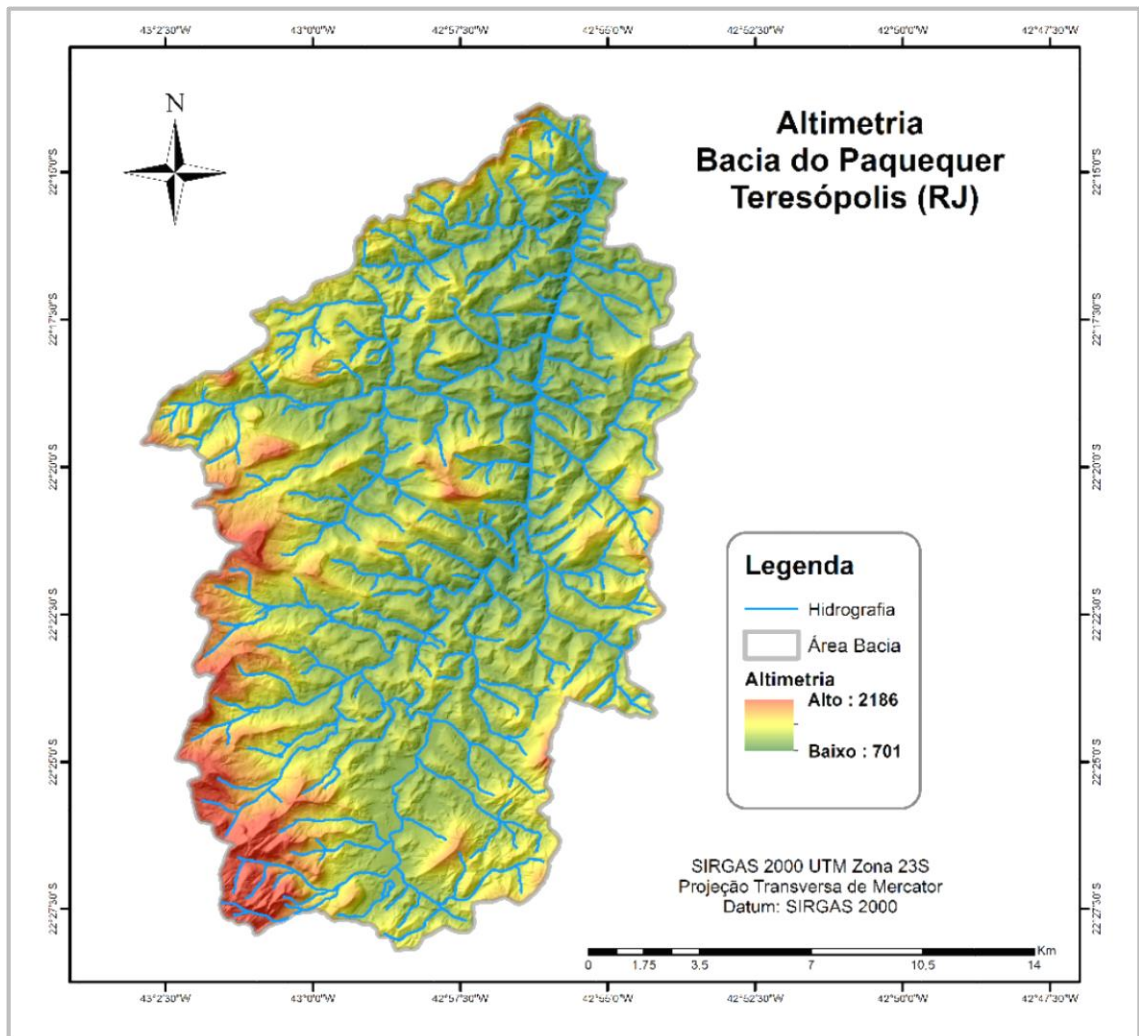 43°2'30"W 43°0'W 42°57'30"W 42°55'W 42°52'30"W 42°50'0"W 42°47'30"W
N
Altimetria
Bacia do Paquequer
Teresópolis (RJ)
22°15'0"S 22°15'0"S
22°17'30"S 22°17'30"S
22°20'0"S 22°20'0"S
22°22'30"S 22°22'30"S
22°25'0"S 22°25'0"S
22°27'30"S 22°27'30"S
Legenda
Hidrografia
Área Bacia
Altimetria
Alto : 2186
Baixo : 701
SIRGAS 2000 UTM Zona 23S
Projeção Transversa de Mercator
Datum: SIRGAS 2000
Km
0 1.75 3.5 7 10.5 14
43°2'30"W 43°0'W 42°57'30"W 42°55'W 42°52'30"W 42°50'0"W 42°47'30"W